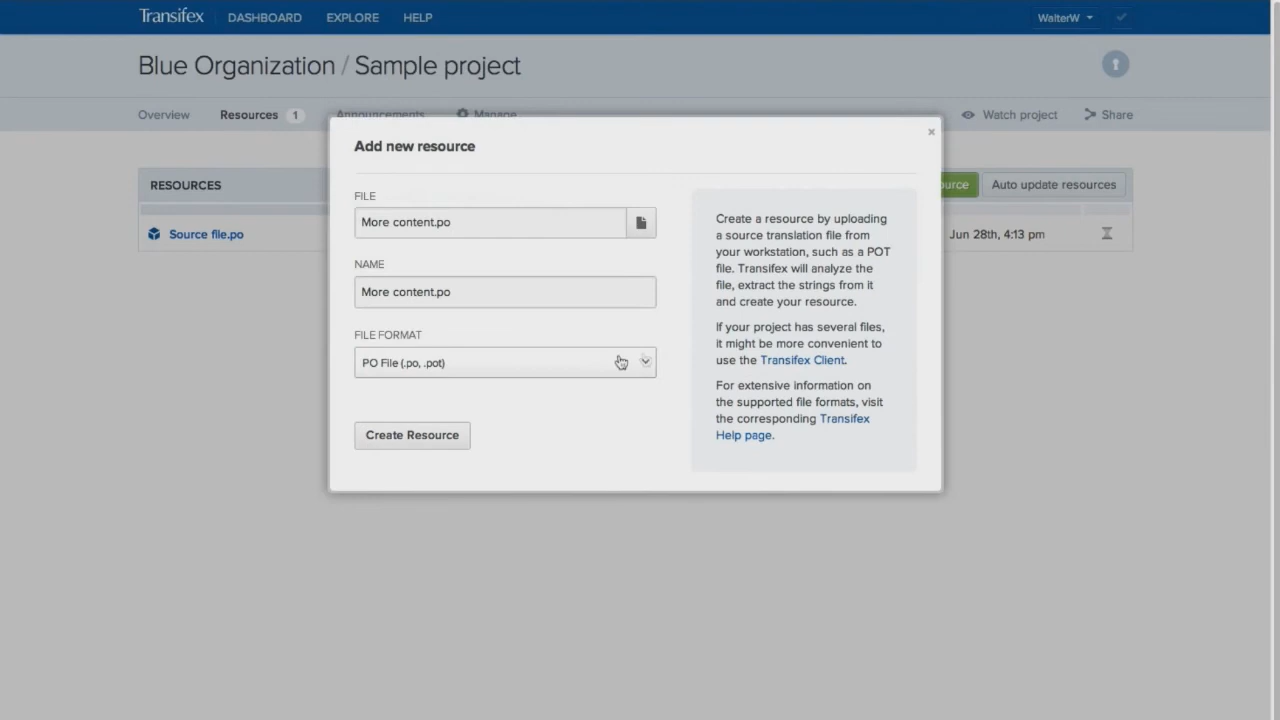 Transifex DASHBOARD EXPLORE HELP WalterW
Blue Organization / Sample project
Overview Resources 1 Announcements Manage Watch project Share
Add new resource
RESOURCES
Auto update resources
FILE
More content.po
Source file.po
Jun 28th, 4:13 pm
NAME
More content.po
FILE FORMAT
PO File (.po, .pot)
Create Resource
Create a resource by uploading
a source translation file from
your workstation, such as a POT
file. Transifex will analyze the
file, extract the strings from it
and create your resource.
If your project has several files,
it might be more convenient to
use the Transifex Client.
For extensive information on
the supported file formats, visit
the corresponding Transifex
Help page.